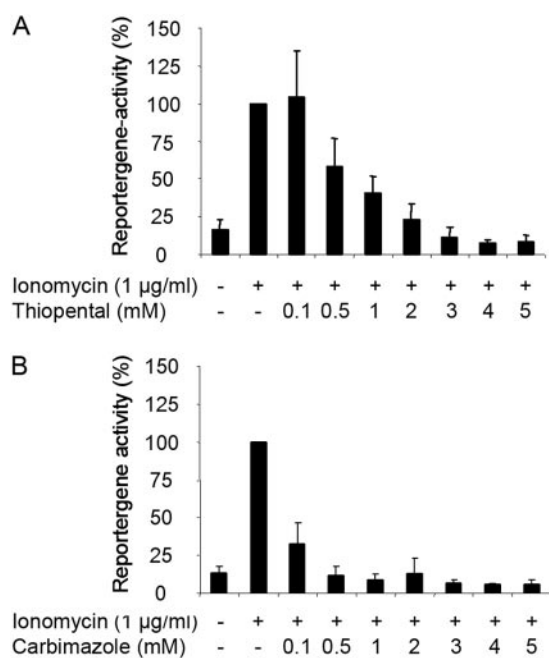 A
Reportergene-activity (%)
150
125
100
75
50
25
0
Ionomycin (1 µg/ml) - + + + + + + + +
Thiopental (mM) - - 0.1 0.5 1 2 3 4 5
B
Reportergene activity (%)
150
125
100
75
50
25
0
Ionomycin (1 µg/ml) - + + + + + + + +
Carbimazole (mM) - - 0.1 0.5 1 2 3 4 5